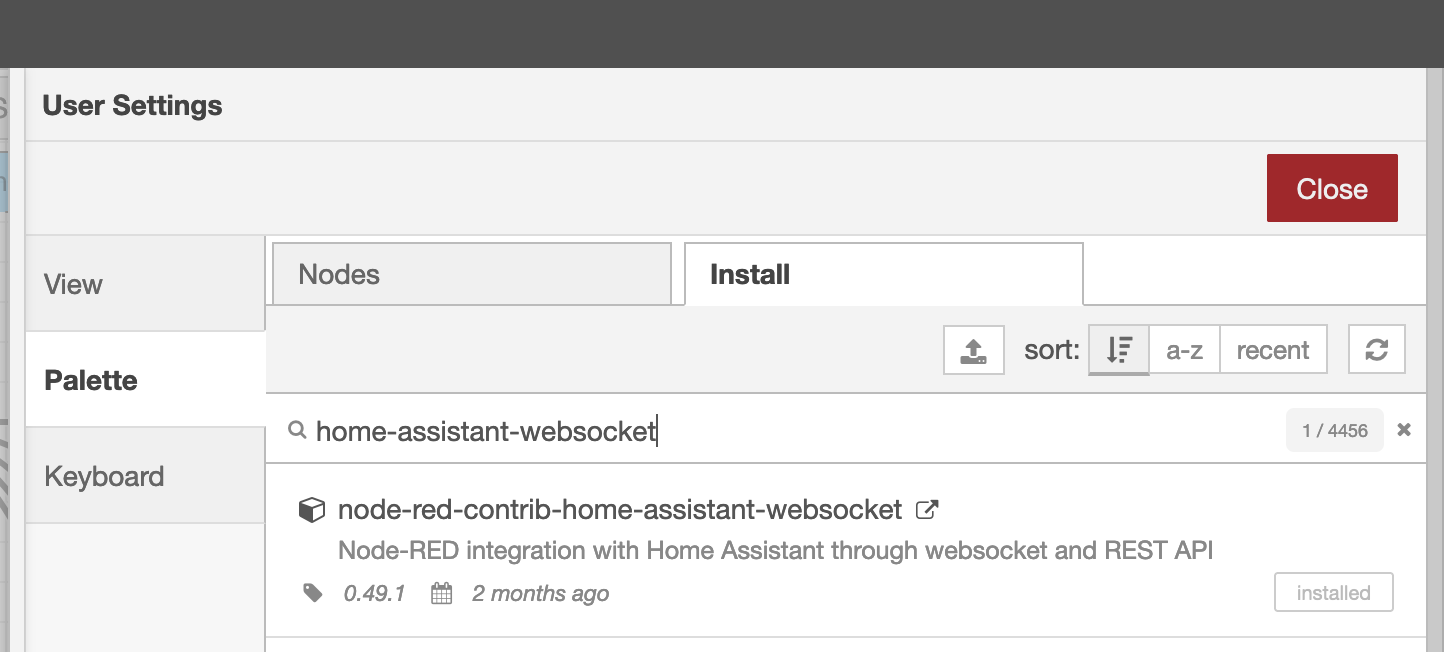 User Settings
Close
View
Palette
Keyboard
Nodes
Install
sort: a-z recent
home-assistant-websocket 1 / 4456
node-red-contrib-home-assistant-websocket
Node-RED integration with Home Assistant through websocket and REST API
0.49.1 2 months ago
installed